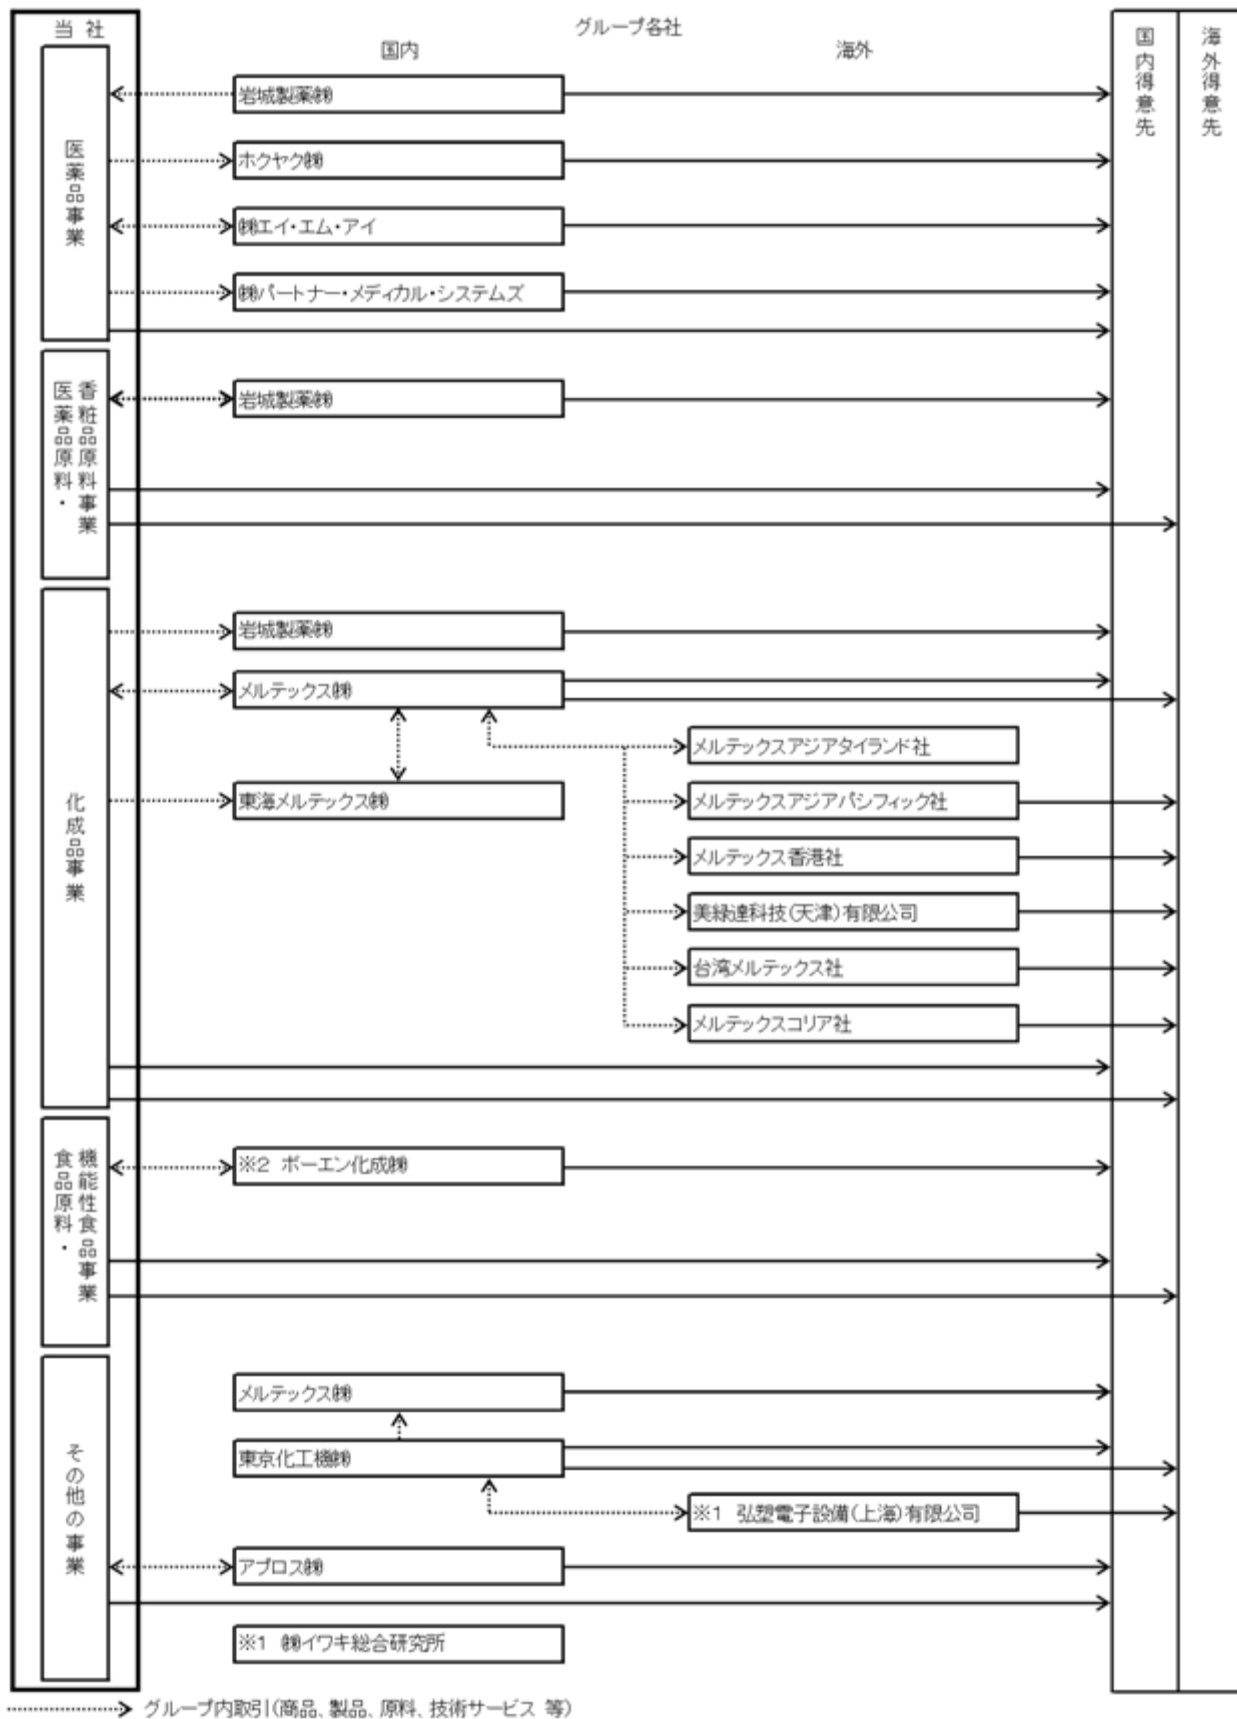 当 社
グループ各社
国内
海外
国内得意先
海外得意先
医薬品事業
岩城製薬㈱
ホクヤク㈱
㈱エイ・エム・アイ
㈱パートナー・メディカル・システムズ
医薬品原料・
香粧品原料事業
岩城製薬㈱
化成品事業
岩城製薬㈱
メルテックス㈱
メルテックスアジアタイランド社
東海メルテックス㈱
メルテックスアジアパシフィック社
メルテックス香港社
美緑達科技(天津)有限公司
台湾メルテックス社
メルテックスコリア社
食品原料・
機能性食品事業
※2 ボーエン化成㈱
その他の事業
メルテックス㈱
東京化工機㈱
※1 弘塑電子設備(上海)有限公司
アプロス㈱
※1 ㈱イワキ総合研究所
グループ内取引(商品、製品、原料、技術サービス 等)